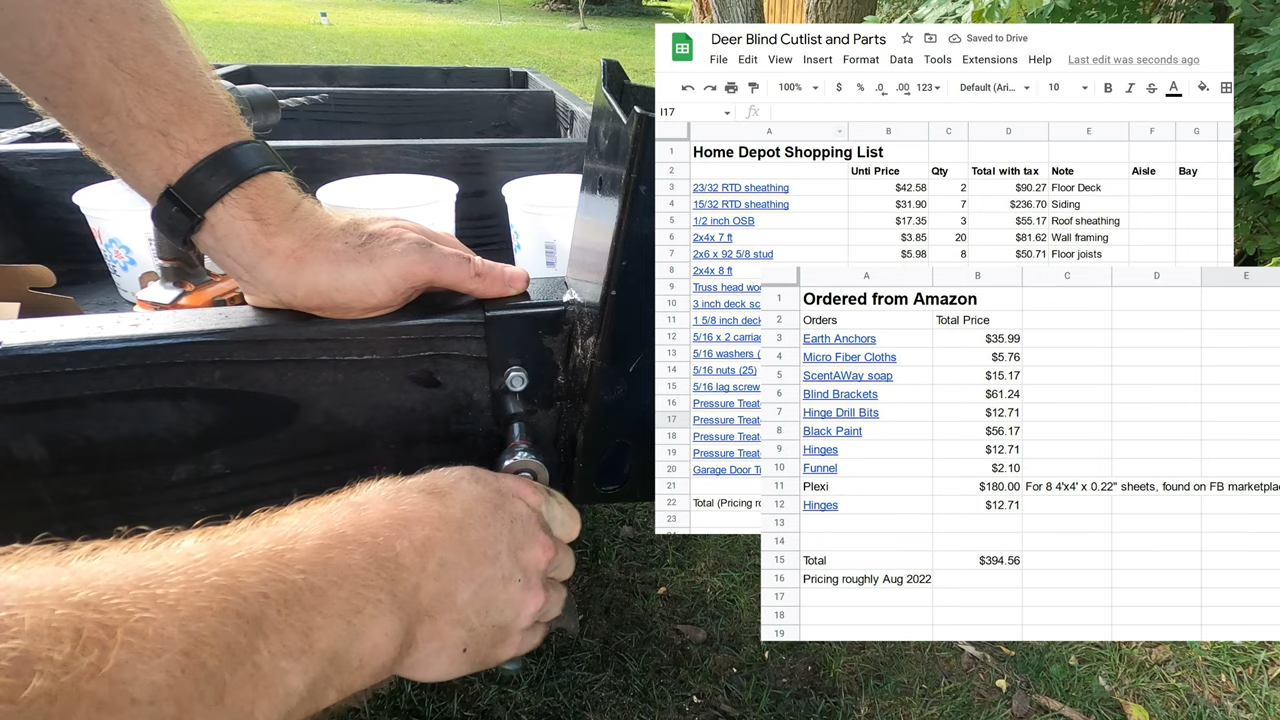 Deer Blind Cutlist and Parts Saved to Drive
File Edit View Insert Format Data Tools Extensions Help Last edit was seconds ago
100% $ % .0 .00 123 Default (Ari... 10 B I S A
I17 fx
A B C D E F G
1 Home Depot Shopping List
2 Unti Price Qty Total with tax Note Aisle Bay
3 23/32 RTD sheathing $42.58 2 $90.27 Floor Deck
4 15/32 RTD sheathing $31.90 7 $236.70 Siding
5 1/2 inch OSB $17.35 3 $55.17 Roof sheathing
6 2x4x 7 ft $3.85 20 $81.62 Wall framing
7 2x6 x 92 5/8 stud $5.98 8 $50.71 Floor joists
8 2x4x 8 ft
9 Truss head wo
10 3 inch deck sc
11 1 5/8 inch deck
12 5/16 x 2 carriag
13 5/16 washers (
14 5/16 nuts (25)
15 5/16 lag screw
16 Pressure Treat
17 Pressure Treat
18 Pressure Treat
19 Pressure Treat
20 Garage Door Tr
21
22 Total (Pricing ro
23
A B C D E
1 Ordered from Amazon
2 Orders Total Price
3 Earth Anchors $35.99
4 Micro Fiber Cloths $5.76
5 ScentAWay soap $15.17
6 Blind Brackets $61.24
7 Hinge Drill Bits $12.71
8 Black Paint $56.17
9 Hinges $12.71
10 Funnel $2.10
11 Plexi $180.00 For 8 4'x4' x 0.22" sheets, found on FB marketplac
12 Hinges $12.71
13
14
15 Total $394.56
16 Pricing roughly Aug 2022
17
18
19